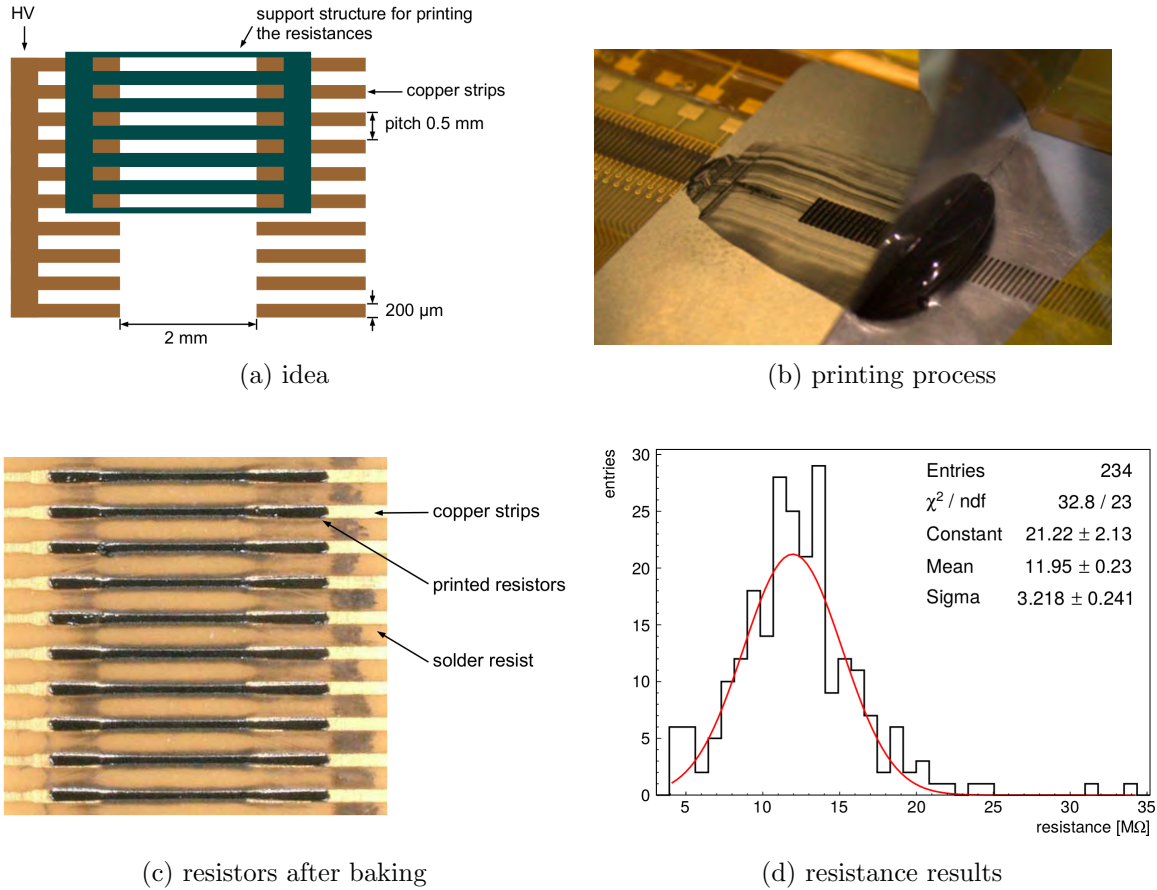 HV
support structure for printing
the resistances
copper strips
pitch 0.5 mm
200 μm
2 mm
(a) idea
(b) printing process
copper strips
printed resistors
solder resist
(c) resistors after baking
entries
30
25
20
15
10
5
0
5
10
15
20
25
30
35
resistance [MΩ]
Entries 234
χ² / ndf 32.8 / 23
Constant 21.22 ± 2.13
Mean 11.95 ± 0.23
Sigma 3.218 ± 0.241
(d) resistance results